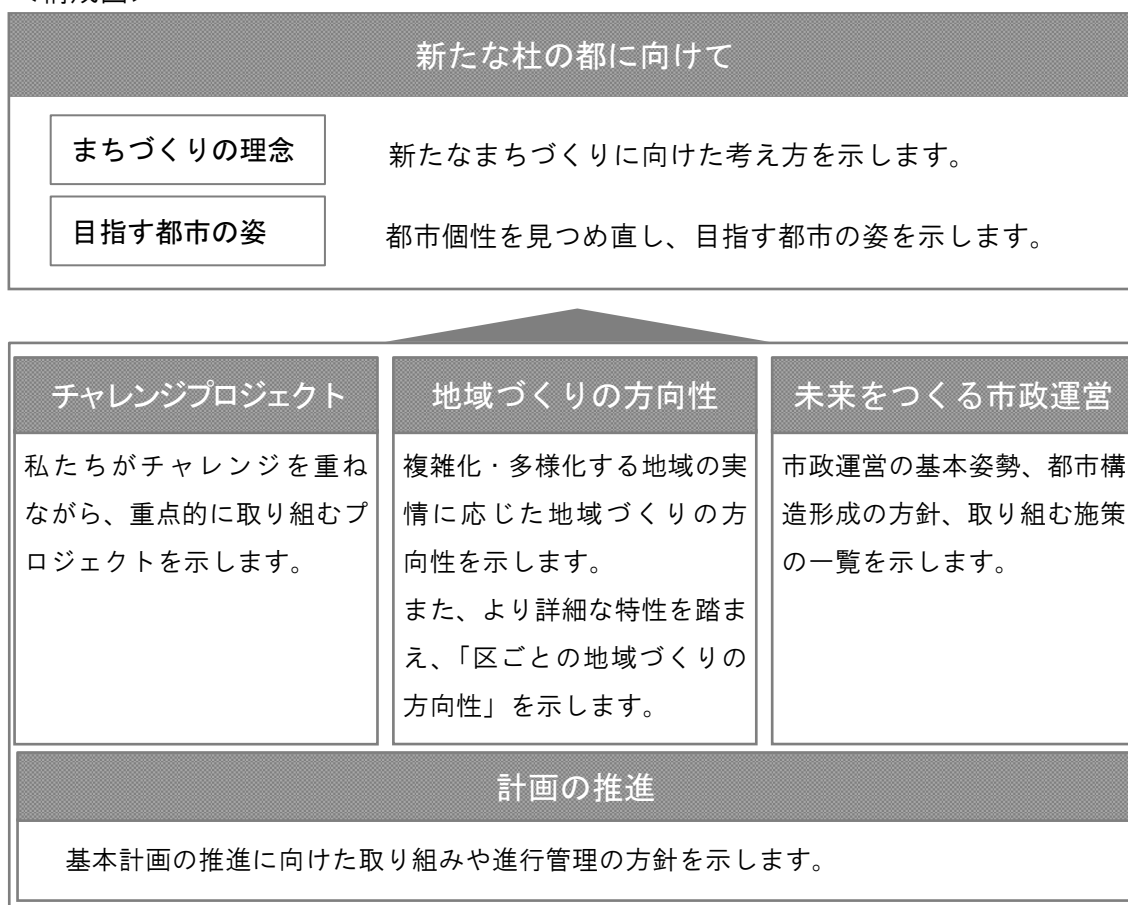 新たな杜の都に向けて
まちづくりの理念
新たなまちづくりに向けた考え方を示します。
目指す都市の姿
都市個性を見つめ直し、目指す都市の姿を示します。
チャレンジプロジェクト
私たちがチャレンジを重ね
ながら、重点的に取り組むプ
ロジェクトを示します。
地域づくりの方向性
複雑化・多様化する地域の実
情に応じた地域づくりの方
向性を示します。
また、より詳細な特性を踏ま
え、「区ごとの地域づくりの
方向性」を示します。
未来をつくる市政運営
市政運営の基本姿勢、都市構
造形成の方針、取り組む施策
の一覧を示します。
計画の推進
基本計画の推進に向けた取り組みや進行管理の方針を示します。